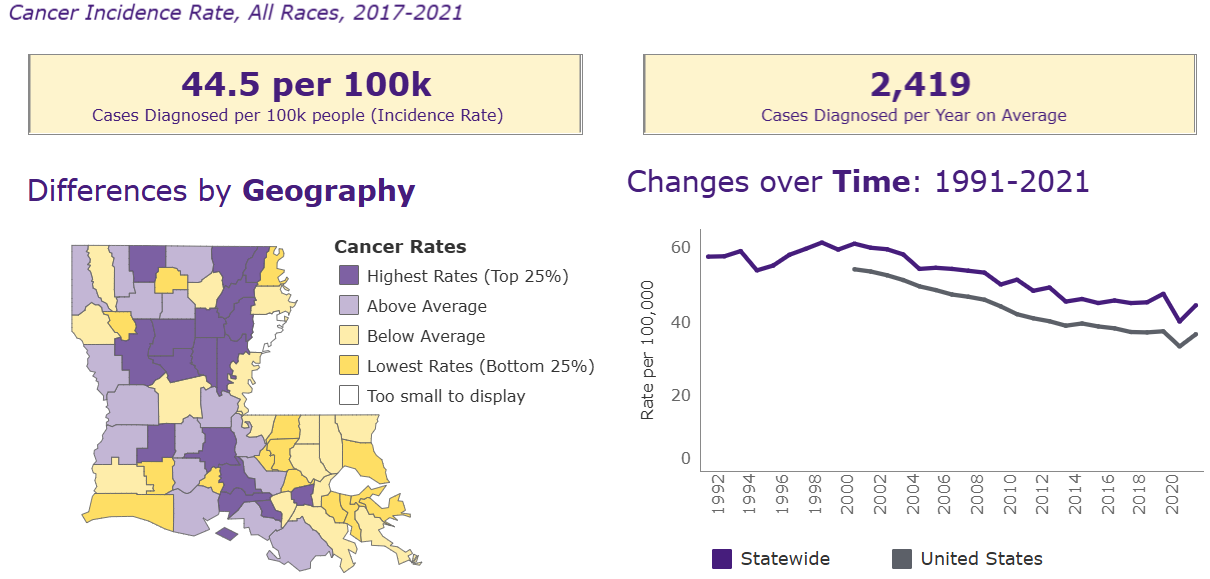 Cancer Incidence Rate, All Races, 2017-2021
44.5 per 100k
Cases Diagnosed per 100k people (Incidence Rate)
2,419
Cases Diagnosed per Year on Average
Differences by Geography
Cancer Rates
Highest Rates (Top 25%)
Above Average
Below Average
Lowest Rates (Bottom 25%)
Too small to display
Changes over Time: 1991-2021
Rate per 100,000
60
40
20
0
1992
1994
1996
1998
2000
2002
2004
2006
2008
2010
2012
2014
2016
2018
2020
Statewide
United States